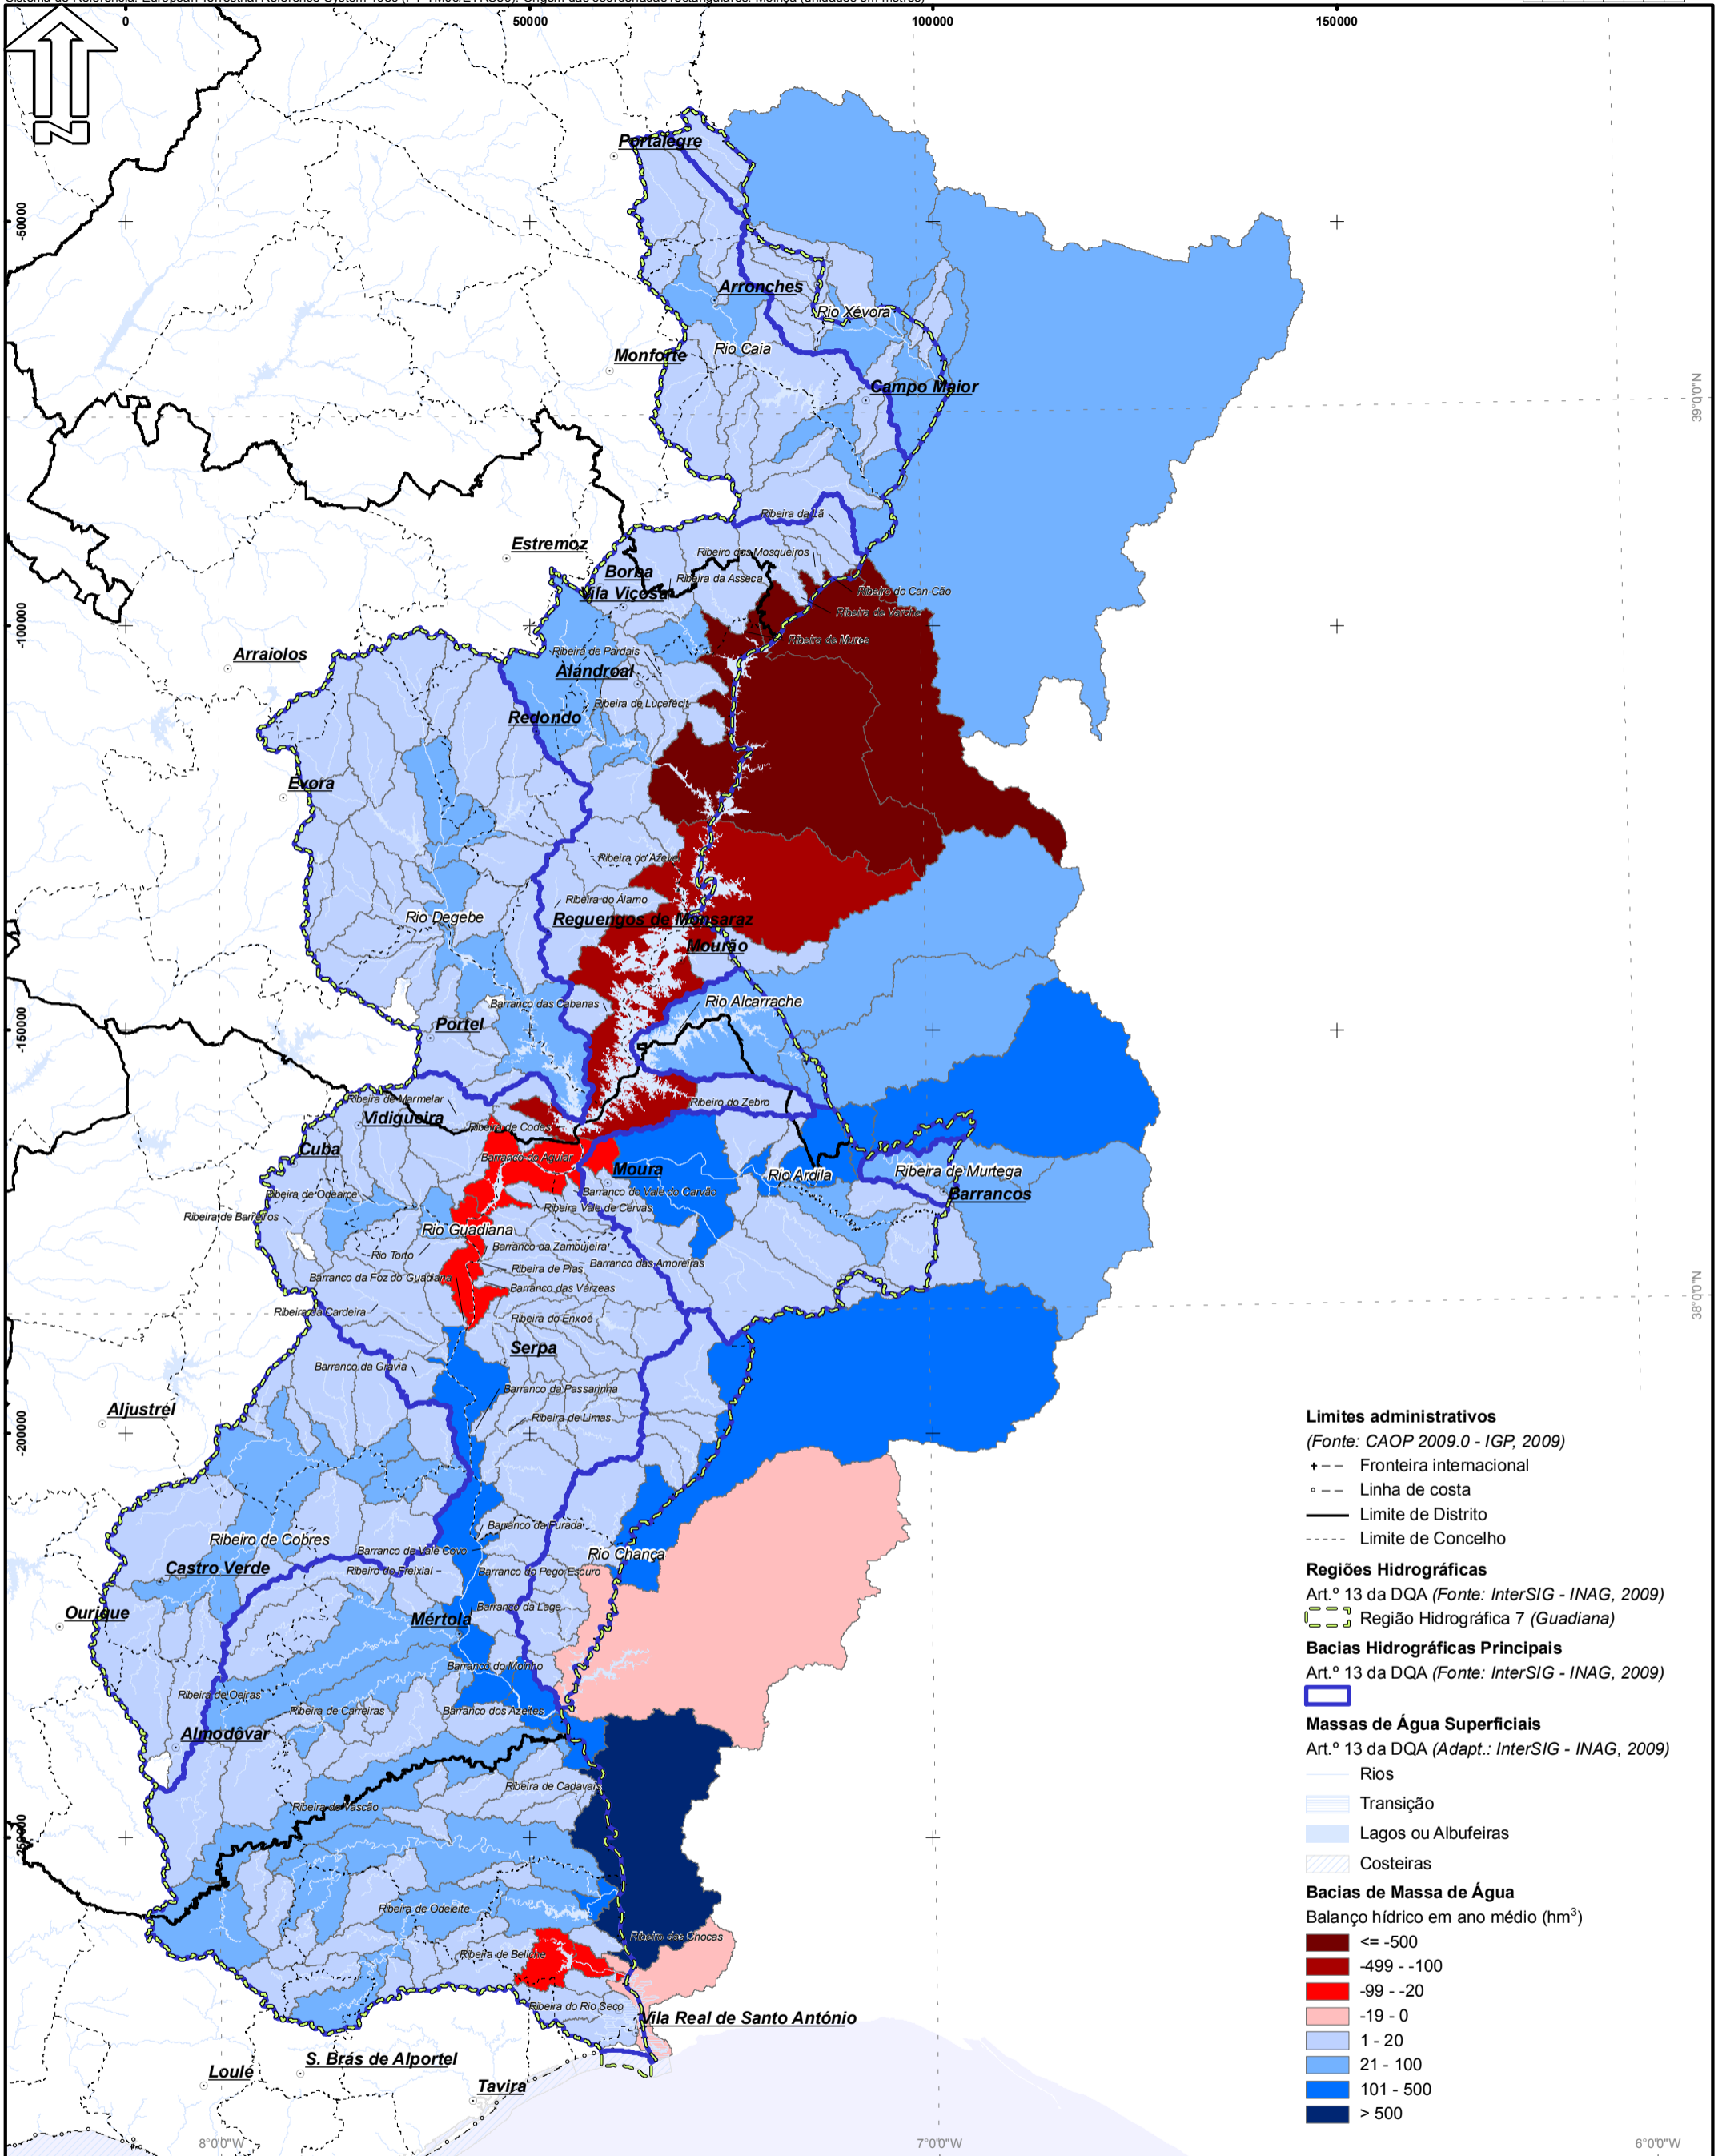 50000
100000
150000
Portalegre
-50000
Arronches
Rio Xévora
Rio Caia
Monforte
Campo Maior
39°0'0"N
Ribeira da Lã
Estremoz
Ribeiro dos Mosqueiros
Borba
Ribeira da Asseca
Vila Viçosa
Ribeiro do Can-Cão
-100000
Ribeira de Mures
Arraiolos
Ribeira de Pardais
Alandroal
Ribeira de Lucefécit
Redondo
Évora
Ribeira do Azevel
Ribeira do Álamo
Rio Degebe
Reguengos de Monsaraz
Mourão
Barranco das Cabanas
Rio Alcarrache
Portel
-150000
Ribeira de Marmelar
Ribeiro do Zebro
Vidigueira
Ribeira de Codes
Cuba
Barranco do Aguiar
Moura
Rio Ardila
Ribeira de Murtega
Barrancos
Ribeira de Odearce
Barranco do Vale do Carvão
Ribeira Vale de Cervas
Ribeira de Barreiros
Rio Guadiana
Barranco da Zambujeira
Rio Torto
Barranco das Amoreiras
Ribeira de Pias
Barranco da Foz do Guadiana
Barranco das Várzeas
38°0'0"N
Ribeira da Cardeira
Ribeira do Enxoé
Serpa
Barranco da Gravia
Barranco da Passarinha
Aljustrel
Ribeira de Limas
-200000
Barranco da Furada
Ribeiro de Cobres
Barranco de Vale Covo
Rio Chança
Castro Verde
Ribeiro do Freixial
Barranco do Pego Escuro
Ourique
Mértola
Barranco da Lage
Barranco do Moinho
Ribeira de Oeiras
Ribeira de Carreiras
Barranco dos Azeites
Almodôvar
Ribeira de Cadavais
Ribeira do Vascão
-250000
Ribeira de Odeleite
Ribeiro das Chocas
Ribeira de Beliche
Ribeira do Rio Seco
Vila Real de Santo António
S. Brás de Alportel
Loulé
Tavira
8°0'0"W
7°0'0"W
6°0'0"W
Limites administrativos
(Fonte: CAOP 2009.0 - IGP, 2009)
Fronteira internacional
Linha de costa
Limite de Distrito
Limite de Concelho
Regiões Hidrográficas
Art.º 13 da DQA (Fonte: InterSIG - INAG, 2009)
Região Hidrográfica 7 (Guadiana)
Bacias Hidrográficas Principais
Art.º 13 da DQA (Fonte: InterSIG - INAG, 2009)
Massas de Água Superficiais
Art.º 13 da DQA (Adapt.: InterSIG - INAG, 2009)
Rios
Transição
Lagos ou Albufeiras
Costeiras
Bacias de Massa de Água
Balanço hídrico em ano médio (hm³)
<= -500
-499 - -100
-99 - -20
-19 - 0
1 - 20
21 - 100
101 - 500
> 500